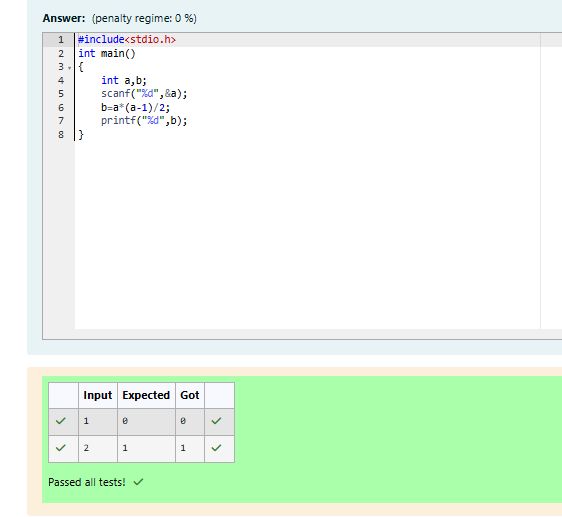 Answer: (penalty regime: 0 %)
1 #include<stdio.h>
2 int main()
3 {
4 int a,b;
5 scanf("%d",&a);
6 b=a*(a-1)/2;
7 printf("%d",b);
8 }
Input Expected Got
1 0 0
2 1 1
Passed all tests!